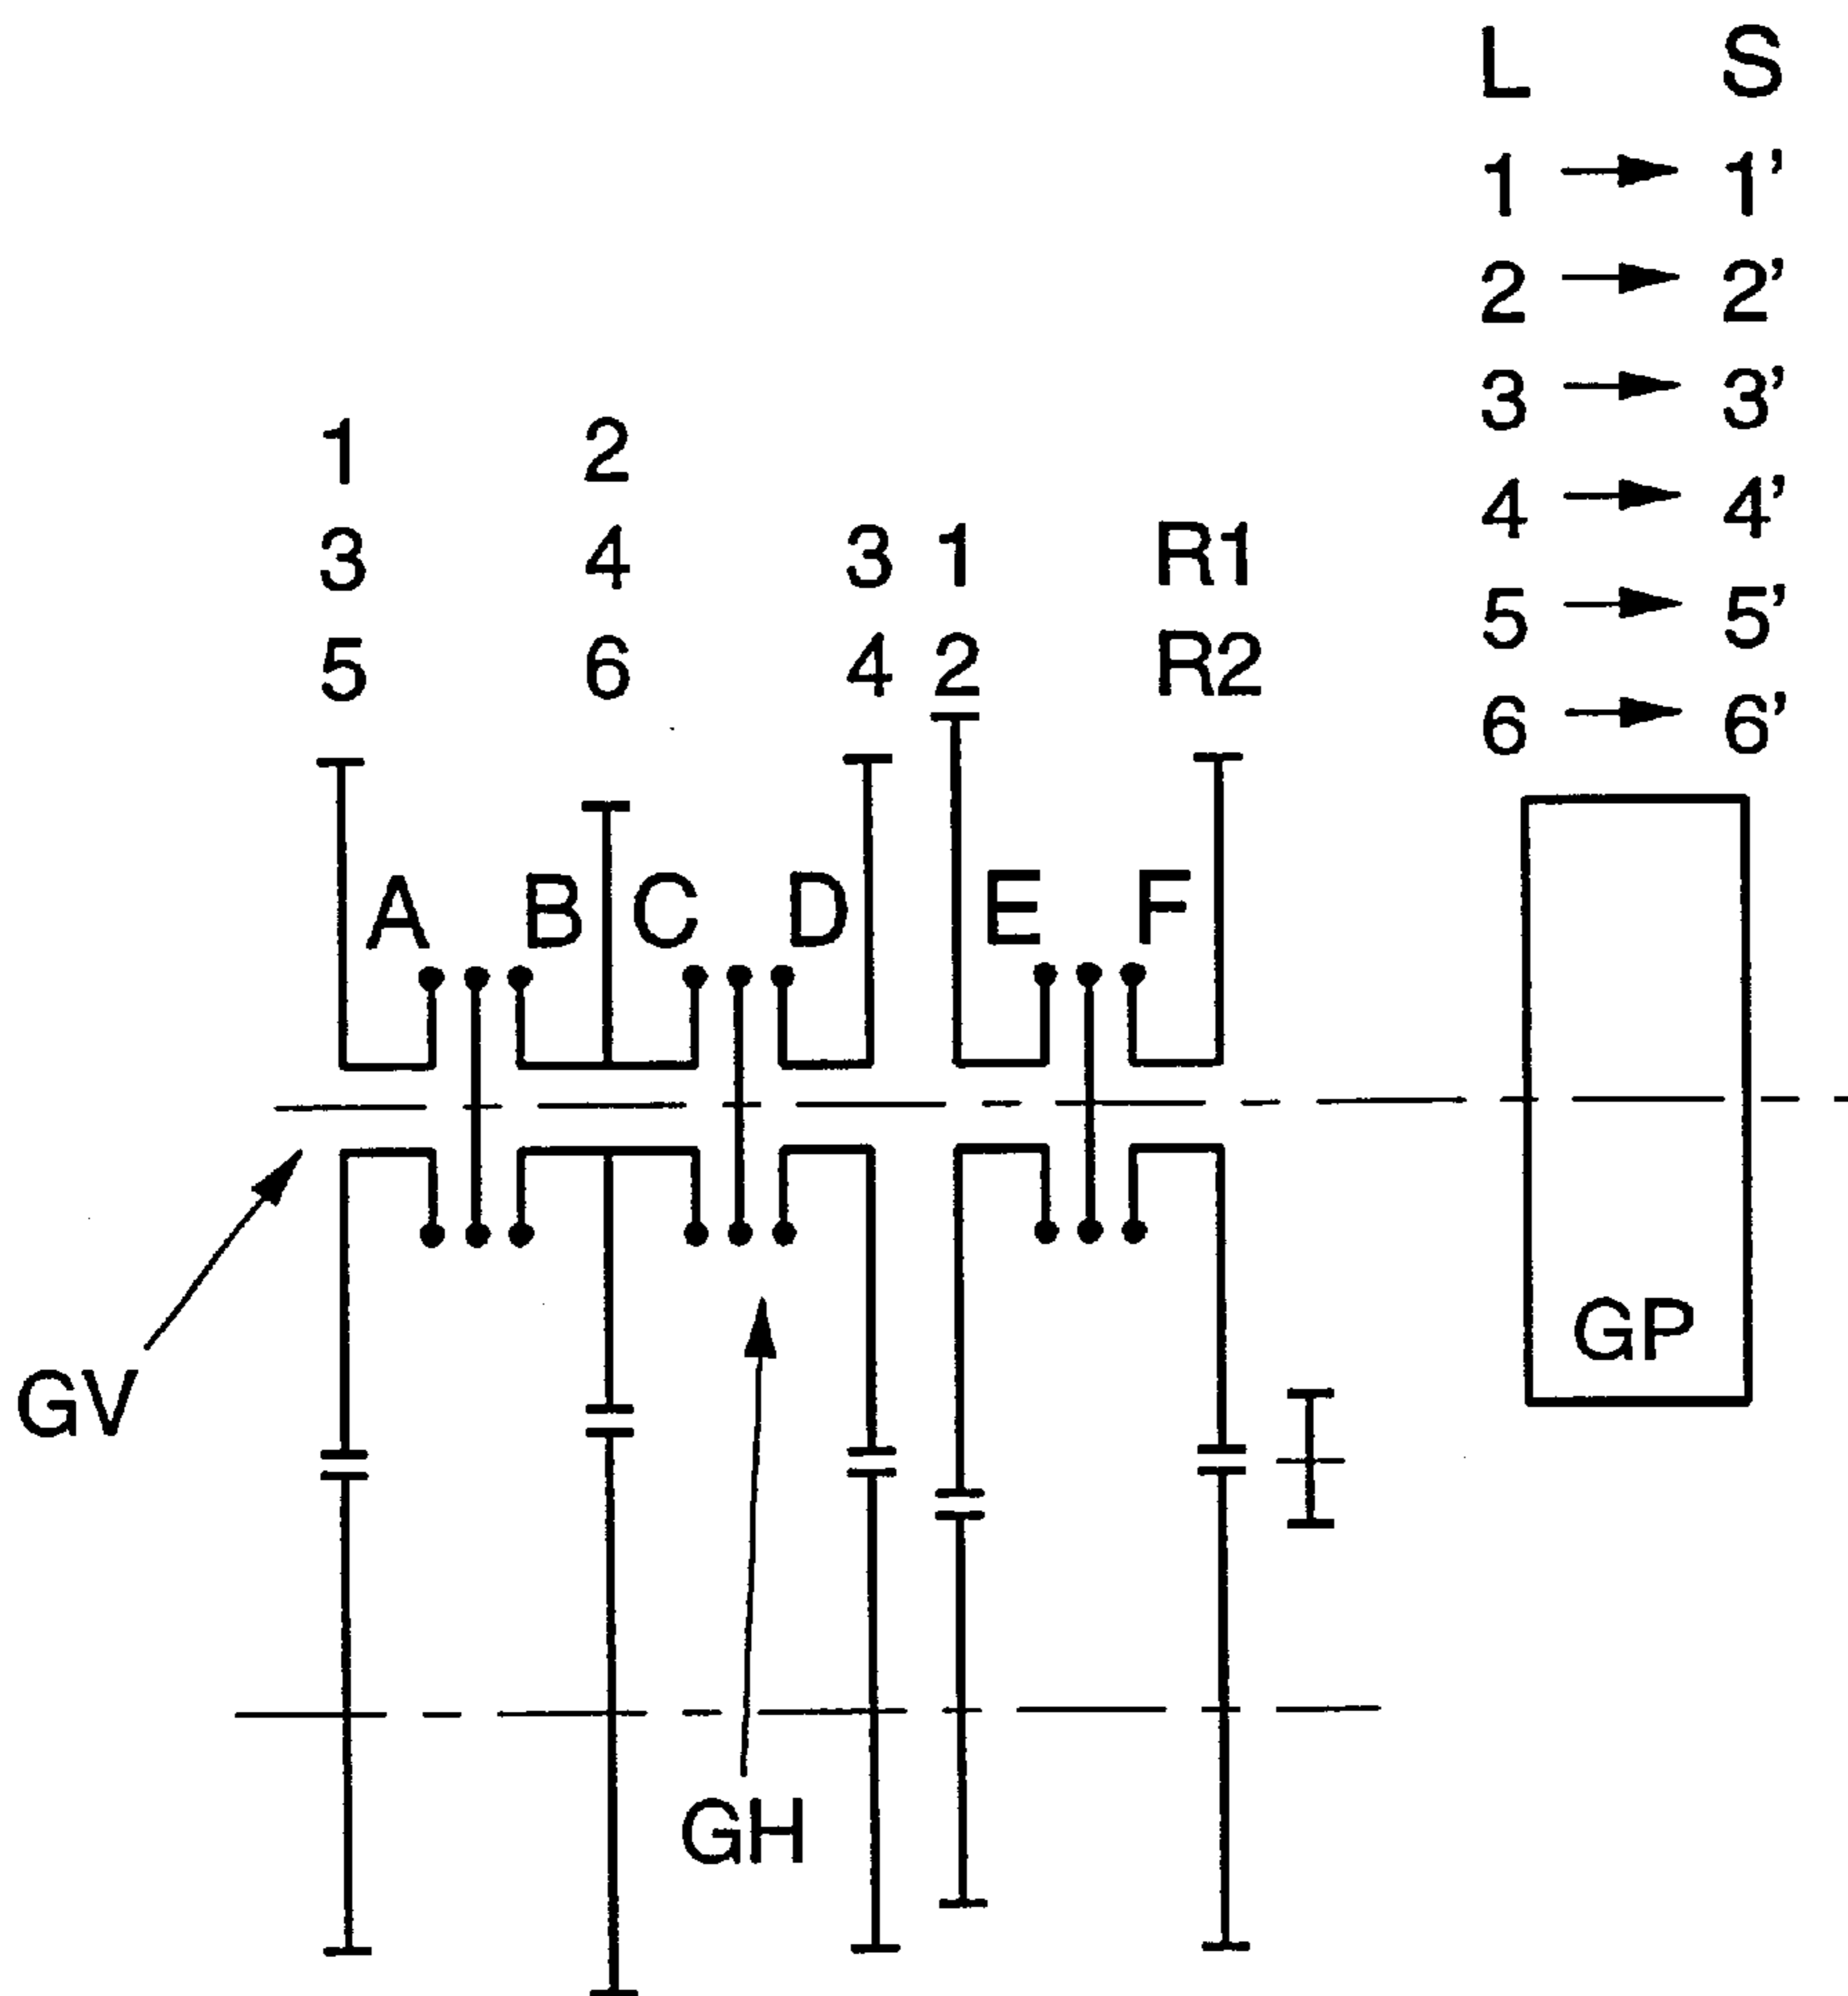 L S
1 → 1’
2 → 2’
3 → 3’
4 → 4’
5 → 5’
6 → 6’
1 2
3 4 3 1 R1
5 6 4 2 R2
A B C D E F
GP
GV
GH